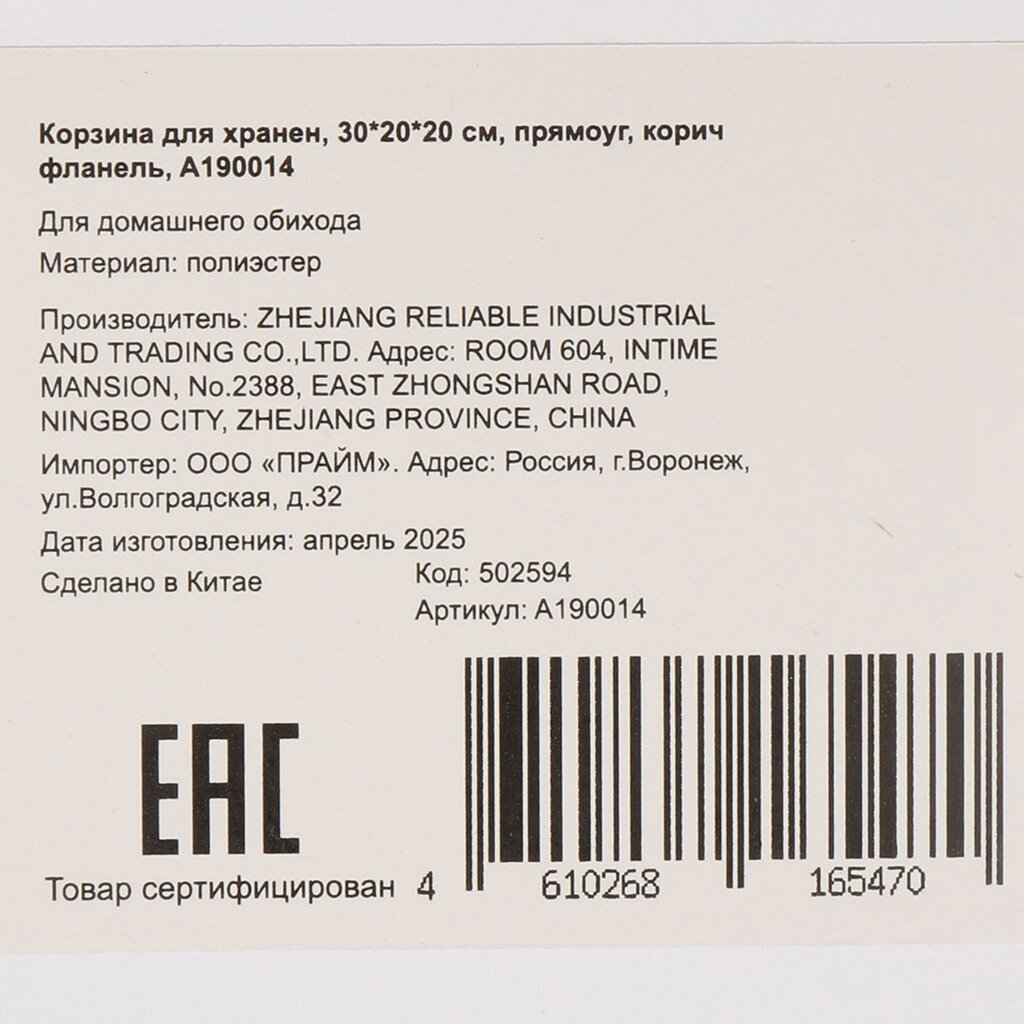 Корзина для хранен, 30*20*20 см, прямоуг, корич
фланель, A190014
Для домашнего обихода
Материал: полиэстер
Производитель: ZHEJIANG RELIABLE INDUSTRIAL
AND TRADING CO.,LTD. Адрес: ROOM 604, INTIME
MANSION, No.2388, EAST ZHONGSHAN ROAD,
NINGBO CITY, ZHEJIANG PROVINCE, CHINA
Импортер: ООО «ПРАЙМ». Адрес: Россия, г.Воронеж,
ул.Волгоградская, д.32
Дата изготовления: апрель 2025
Сделано в Китае
Код: 502594
Артикул: A190014
EAC
Товар сертифицирован
4 610268 165470